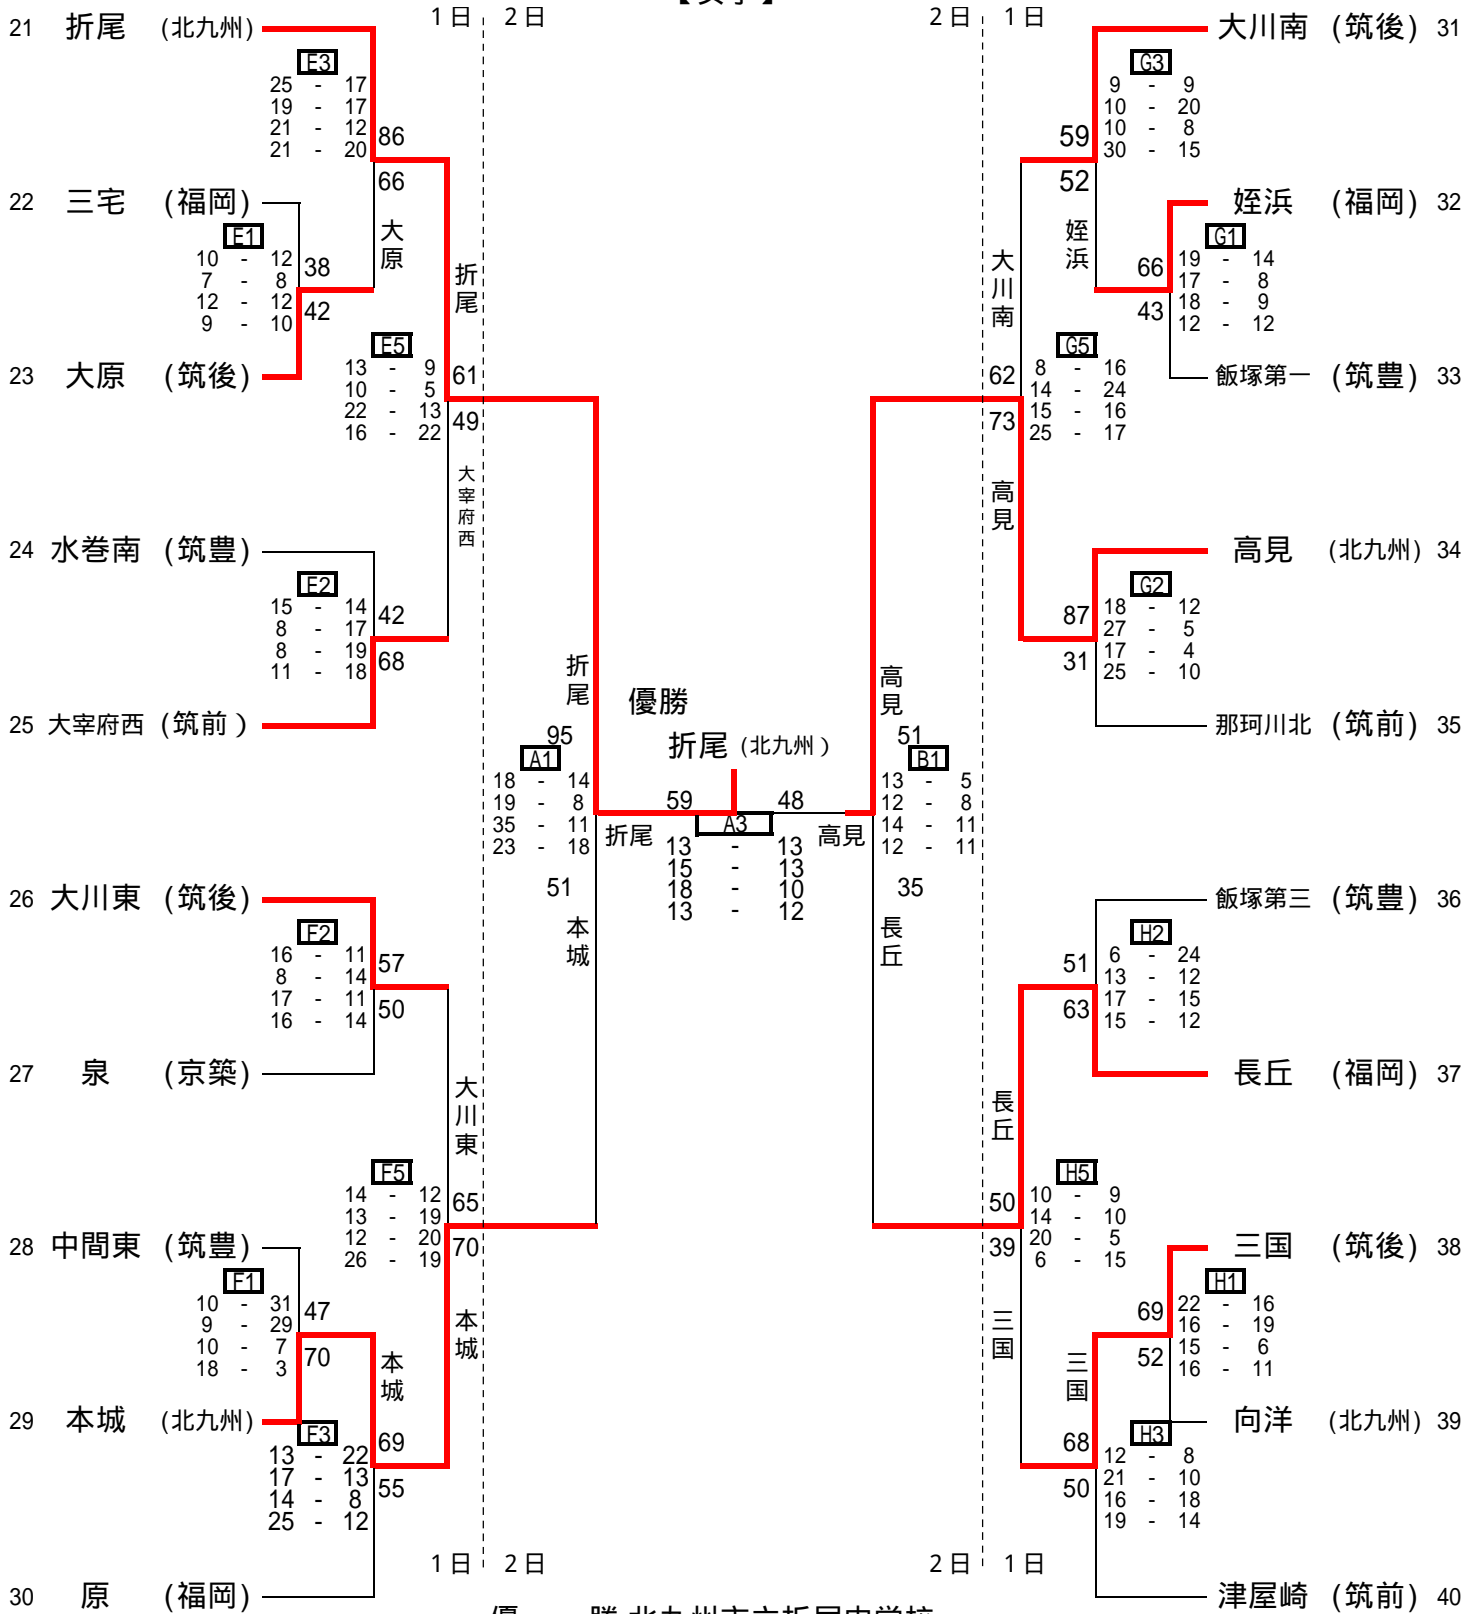 1日 2日
2日 1日
21 折尾 (北九州)
E3
25 - 17
19 - 17
21 - 12
21 - 20
86
66
22 三宅 (福岡)
E1
10 - 12
7 - 8
12 - 12
9 - 10
38
42
大原
折尾
23 大原 (筑後)
E5
13 - 9
10 - 5
22 - 13
16 - 22
61
49
大宰府西
24 水巻南 (筑豊)
E2
15 - 14
8 - 17
8 - 19
11 - 18
42
68
25 大宰府西 (筑前)
折尾
95
A1
18 - 14
19 - 8
35 - 11
23 - 18
51
本城
26 大川東 (筑後)
F2
16 - 11
8 - 14
17 - 11
16 - 14
57
50
27 泉 (京築)
大川東
F5
14 - 12
13 - 19
12 - 20
26 - 19
65
70
本城
28 中間東 (筑豊)
F1
10 - 31
9 - 29
10 - 7
18 - 3
47
70
本城
29 本城 (北九州)
F3
13 - 22
17 - 13
14 - 8
25 - 12
69
55
30 原 (福岡)
1日 2日
優勝
折尾 (北九州)
59 48
A3
折尾 高見
13 - 13
15 - 13
18 - 10
13 - 12
大川南 (筑後) 31
G3
9 - 9
10 - 20
10 - 8
30 - 15
59
52
姪浜 (福岡) 32
G1
19 - 14
17 - 8
18 - 9
12 - 12
66
43
姪浜
大川南
飯塚第一 (筑豊) 33
G5
8 - 16
14 - 24
15 - 16
25 - 17
62
73
高見
高見 (北九州) 34
G2
18 - 12
27 - 5
17 - 4
25 - 10
87
31
那珂川北 (筑前) 35
高見
51
B1
13 - 5
12 - 8
14 - 11
12 - 11
35
長丘
飯塚第三 (筑豊) 36
H2
6 - 24
13 - 12
17 - 15
15 - 12
51
63
長丘 (福岡) 37
長丘
H5
10 - 9
14 - 10
20 - 5
6 - 15
50
39
三国
三国 (筑後) 38
H1
22 - 16
16 - 19
15 - 6
16 - 11
69
52
三国
向洋 (北九州) 39
H3
12 - 8
21 - 10
16 - 18
19 - 14
68
50
津屋崎 (筑前) 40
2日 1日